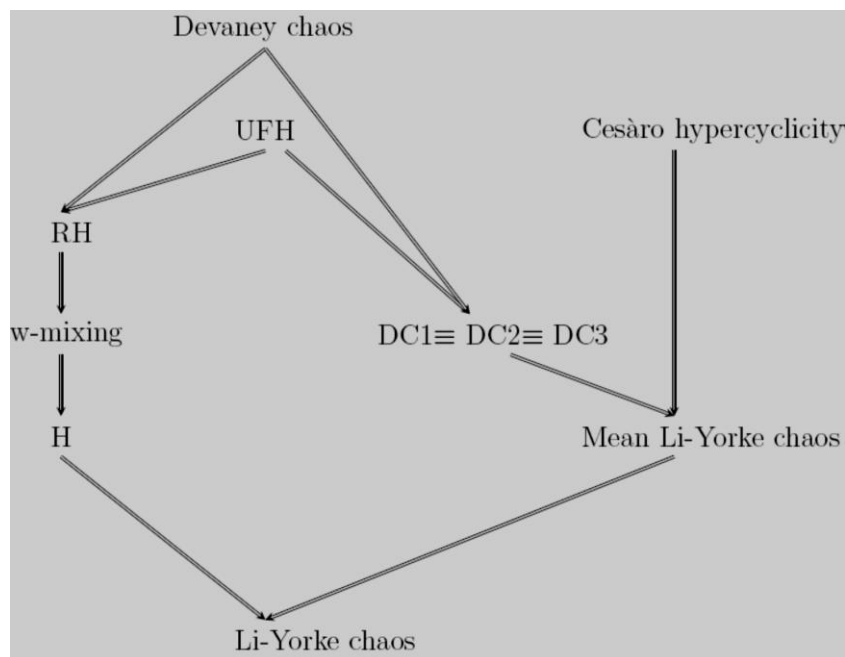 Devaney chaos
UFH
Cesàro hypercyclicity
RH
w-mixing
DC1≡ DC2≡ DC3
H
Mean Li-Yorke chaos
Li-Yorke chaos